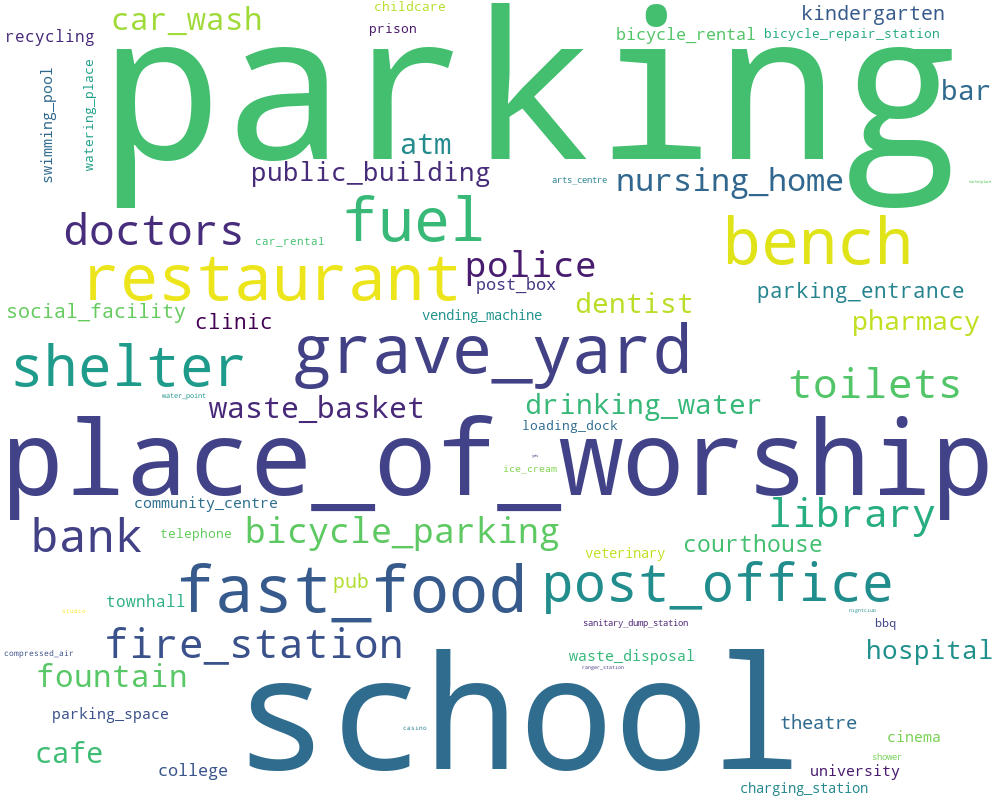 childcare
kindergarten
car_wash
recycling
prison
bicycle_rental
bicycle_repair_station
parking
swimming_pool
watering_place
bar
atm
public_building
arts_centre
nursing_home
marketplace
doctors
fuel
bench
car_rental
restaurant
police
post_box
dentist
parking_entrance
social_facility
clinic
vending_machine
pharmacy
shelter
grave_yard
toilets
water_point
waste_basket
drinking_water
loading_dock
place_of_worship
ice_cream
community_centre
library
bank
telephone
bicycle_parking
courthouse
veterinary
fast_food
pub
post_office
townhall
studio
nightclub
sanitary_dump_station
bbq
fire_station
compressed_air
waste_disposal
hospital
ranger_station
fountain
school
parking_space
theatre
casino
cinema
cafe
shower
college
university
charging_station